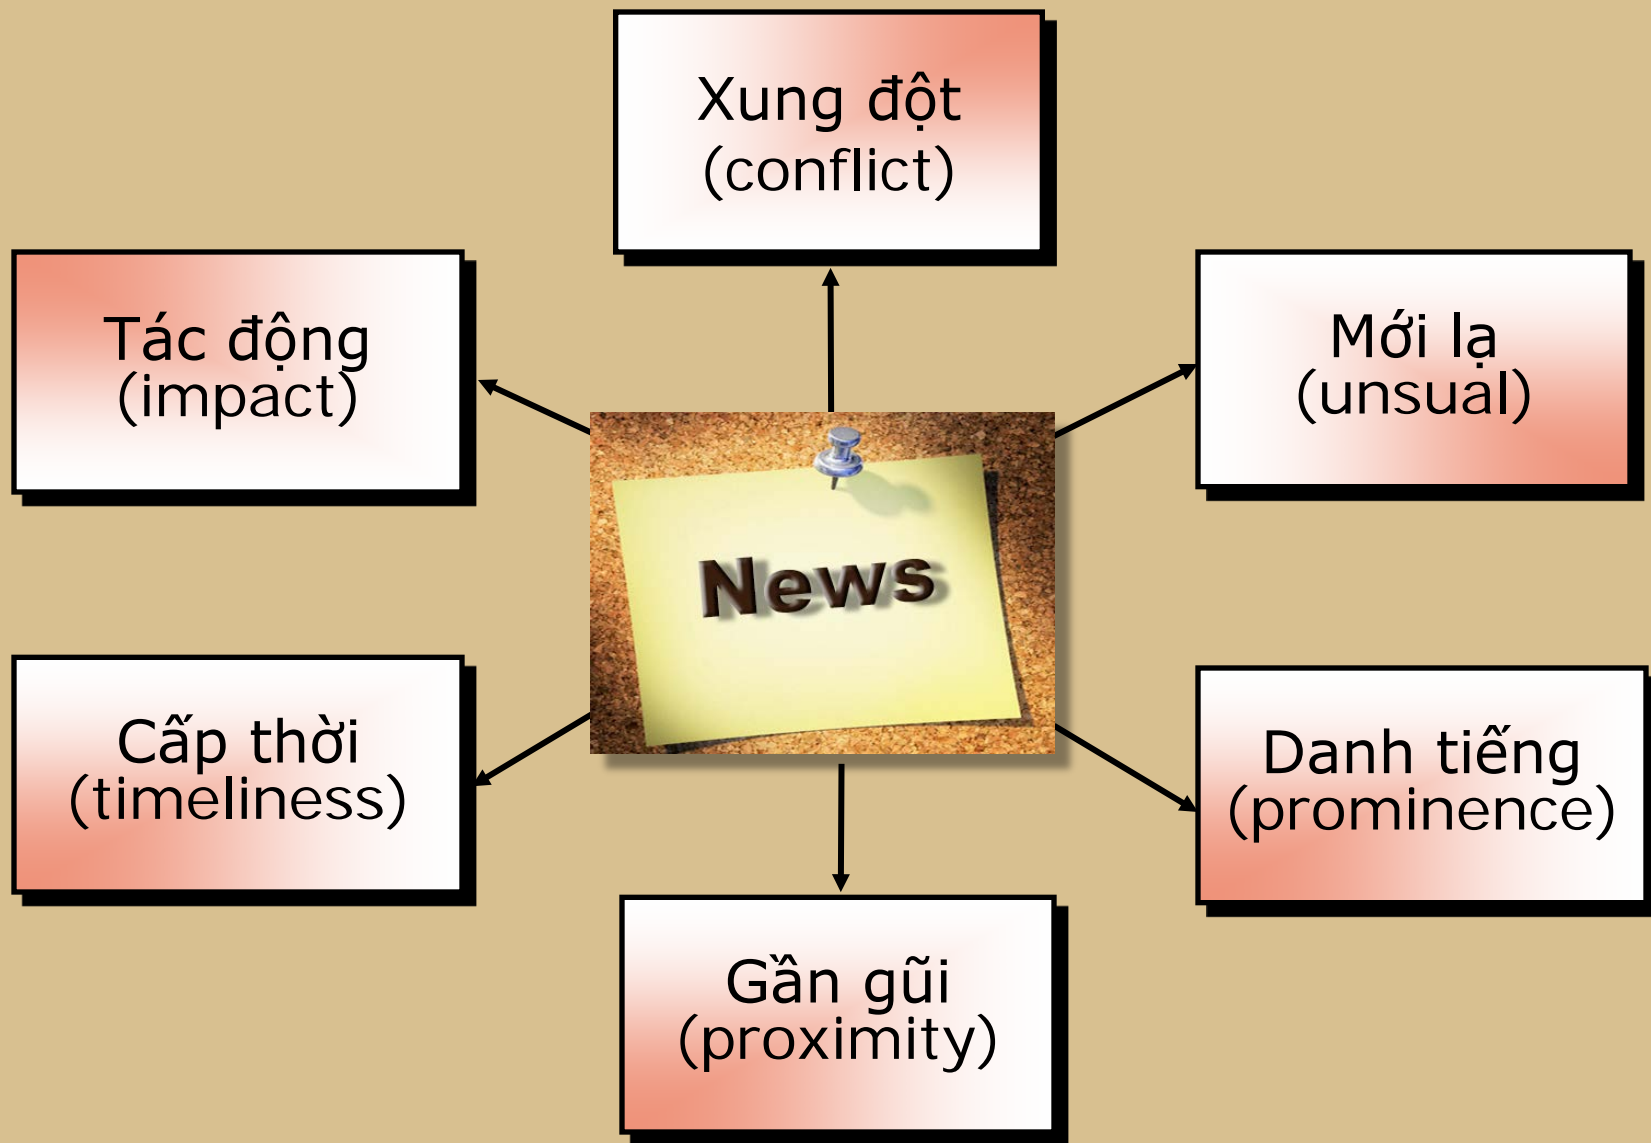 Xung đột
(conflict)
Tác động
(impact)
Mới lạ
(unsual)
News
Cấp thời
(timeliness)
Danh tiếng
(prominence)
Gần gũi
(proximity)